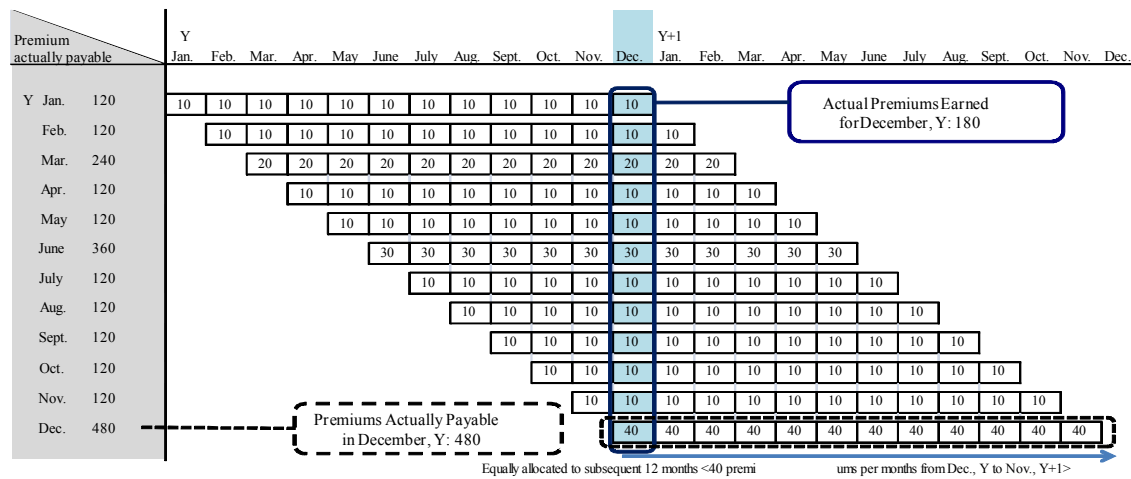 Y Y+1
Premium
actually payable Jan. Feb. Mar. Apr. May June July Aug. Sept. Oct. Nov. Dec. Jan. Feb. Mar. Apr. May June July Aug. Sept. Oct. Nov. Dec.
Y Jan. 120 10 10 10 10 10 10 10 10 10 10 10 10
Actual Premiums Earned
for December, Y: 180
Feb. 120 10 10 10 10 10 10 10 10 10 10 10 10
Mar. 240 20 20 20 20 20 20 20 20 20 20 20 20
Apr. 120 10 10 10 10 10 10 10 10 10 10 10 10
May 120 10 10 10 10 10 10 10 10 10 10 10 10
June 360 30 30 30 30 30 30 30 30 30 30 30 30
July 120 10 10 10 10 10 10 10 10 10 10 10 10
Aug. 120 10 10 10 10 10 10 10 10 10 10 10 10
Sept. 120 10 10 10 10 10 10 10 10 10 10 10 10
Oct. 120 10 10 10 10 10 10 10 10 10 10 10 10
Nov. 120 10 10 10 10 10 10 10 10 10 10 10 10
Premiums Actually Payable
in December, Y: 480
Dec. 480 40 40 40 40 40 40 40 40 40 40 40 40
Equally allocated to subsequent 12 months <40 premi ums per months from Dec., Y to Nov., Y+1>